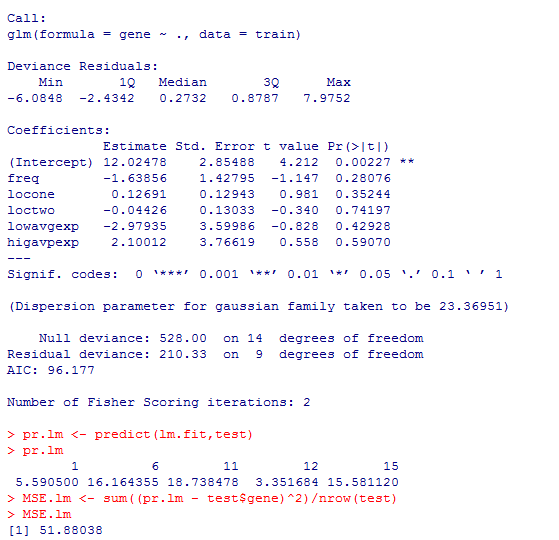 Call:
glm(formula = gene ~ ., data = train)
Deviance Residuals:
    Min       1Q   Median       3Q      Max
-6.0848  -2.4342   0.2732   0.8787   7.9752
Coefficients:
            Estimate Std. Error t value Pr(>|t|)
(Intercept) 12.02478    2.85488   4.212  0.00227 **
freq        -1.63856    1.42795  -1.147  0.28076
locone       0.12691    0.12943   0.981  0.35244
loctwo      -0.04426    0.13033  -0.340  0.74197
lowavgexp   -2.97935    3.59986  -0.828  0.42928
higavpexp    2.10012    3.76619   0.558  0.59070
---
Signif. codes:  0 ‘***’ 0.001 ‘**’ 0.01 ‘*’ 0.05 ‘.’ 0.1 ‘ ’ 1
(Dispersion parameter for gaussian family taken to be 23.36951)
    Null deviance: 528.00  on 14  degrees of freedom
Residual deviance: 210.33  on  9  degrees of freedom
AIC: 96.177
Number of Fisher Scoring iterations: 2
> pr.lm <- predict(lm.fit,test)
> pr.lm
        1         6        11        12        15
 5.590500 16.164355 18.738478  3.351684 15.581120
> MSE.lm <- sum((pr.lm - test$gene)^2)/nrow(test)
> MSE.lm
[1] 51.88038